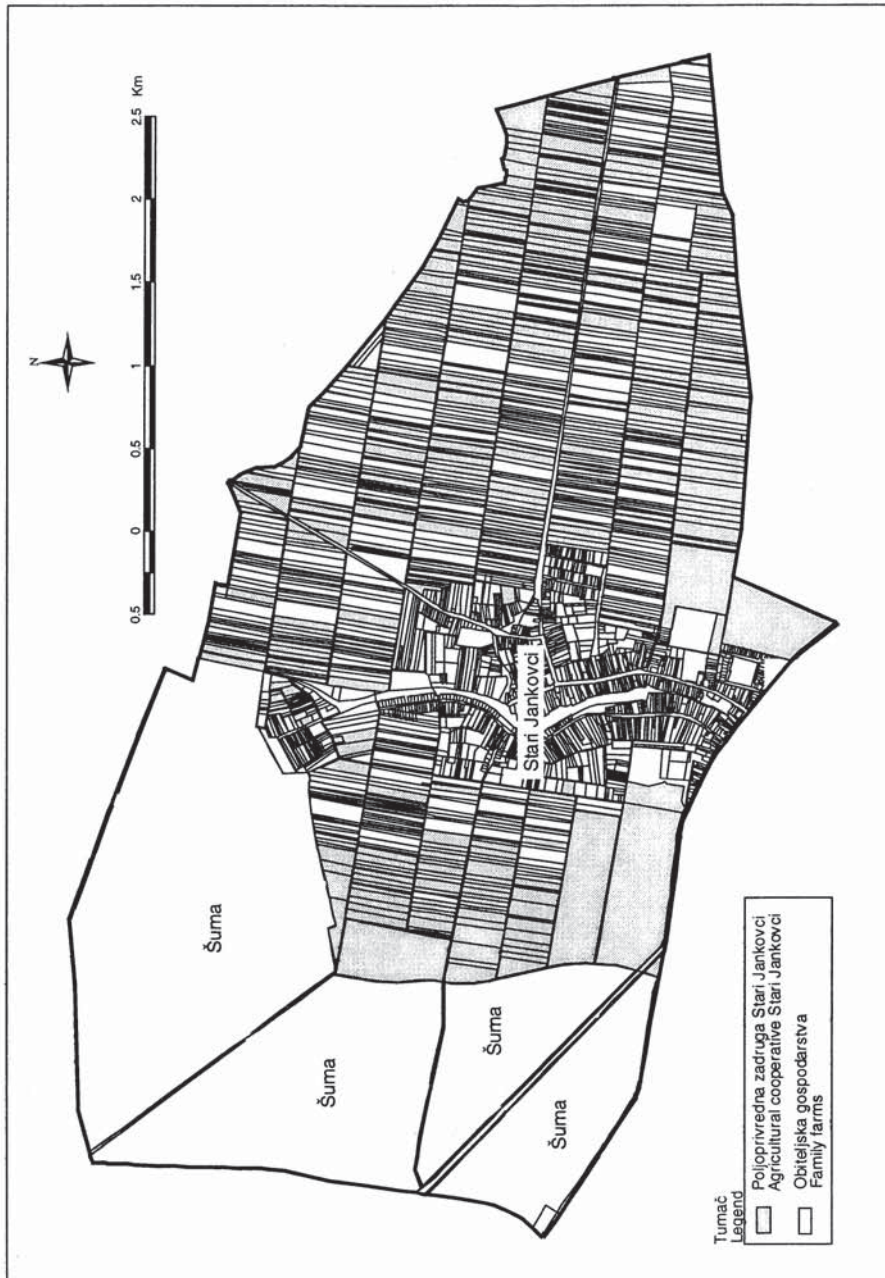 N
0.5 0 0.5 1 1.5 2 2.5 Km
Šuma
Šuma
Šuma
Šuma
Stari Jankovci
Tumač
Legend
Poljoprivredna zadruga Stari Jankovci
Agricultural cooperative Stari Jankovci
Obiteljska gospodarstva
Family farms